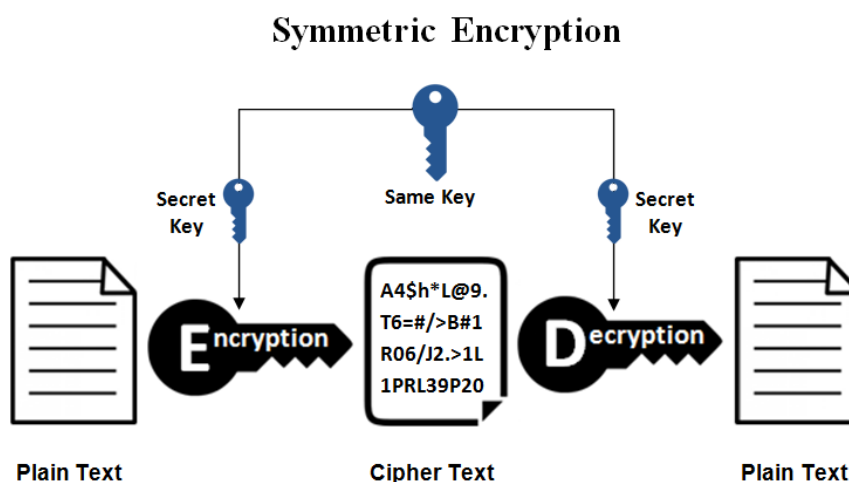 Symmetric Encryption
Secret
Key
Same Key
Secret
Key
Encryption
A4$h*L@9.
T6=#/>B#1
R06/J2.>1L
1PRL39P20
Decryption
Plain Text
Cipher Text
Plain Text